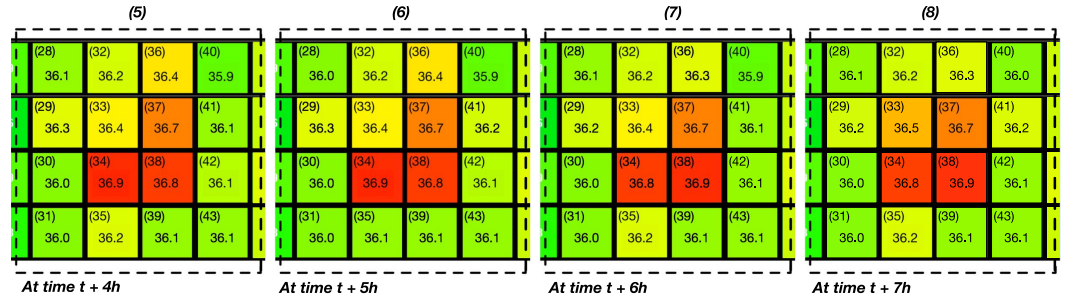 (5) (6) (7) (8)
(28) (32) (36) (40) (28) (32) (36) (40) (28) (32) (36) (40) (28) (32) (36) (40)
36.1 36.2 36.4 35.9 36.0 36.2 36.4 35.9 36.1 36.2 36.3 35.9 36.1 36.2 36.3 36.0
(29) (33) (37) (41) (29) (33) (37) (41) (29) (33) (37) (41) (29) (33) (37) (41)
36.3 36.4 36.7 36.1 36.3 36.4 36.7 36.2 36.2 36.4 36.7 36.1 36.2 36.5 36.7 36.2
(30) (34) (38) (42) (30) (34) (38) (42) (30) (34) (38) (42) (30) (34) (38) (42)
36.0 36.9 36.8 36.1 36.0 36.9 36.8 36.1 36.0 36.8 36.9 36.1 36.0 36.8 36.9 36.1
(31) (35) (39) (43) (31) (35) (39) (43) (31) (35) (39) (43) (31) (35) (39) (43)
36.0 36.2 36.1 36.1 36.0 36.1 36.1 36.1 36.0 36.2 36.1 36.1 36.0 36.2 36.1 36.1
At time t + 4h At time t + 5h At time t + 6h At time t + 7h